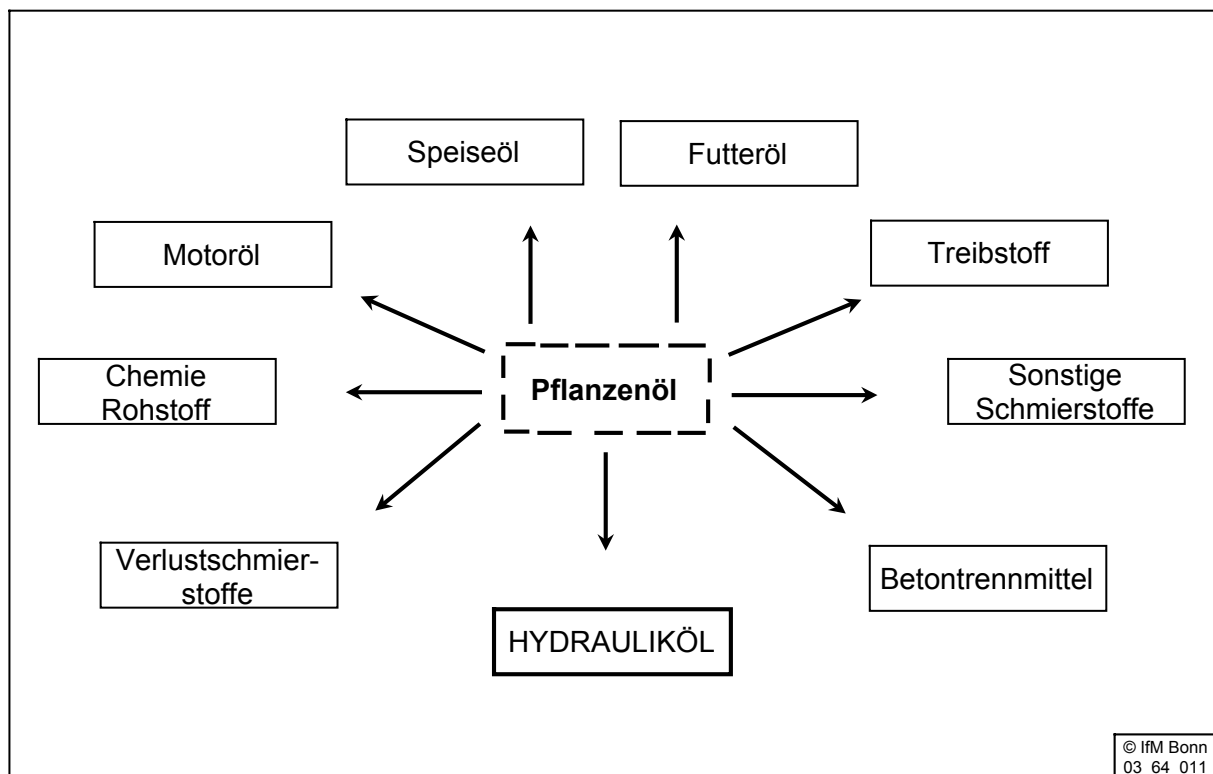 Speiseöl
Futteröl
Motoröl
Treibstoff
Chemie
Rohstoff
Pflanzenöl
Sonstige
Schmierstoffe
Verlustschmier-
stoffe
Betontrennmittel
HYDRAULIKÖL
© IfM Bonn
03 64 011